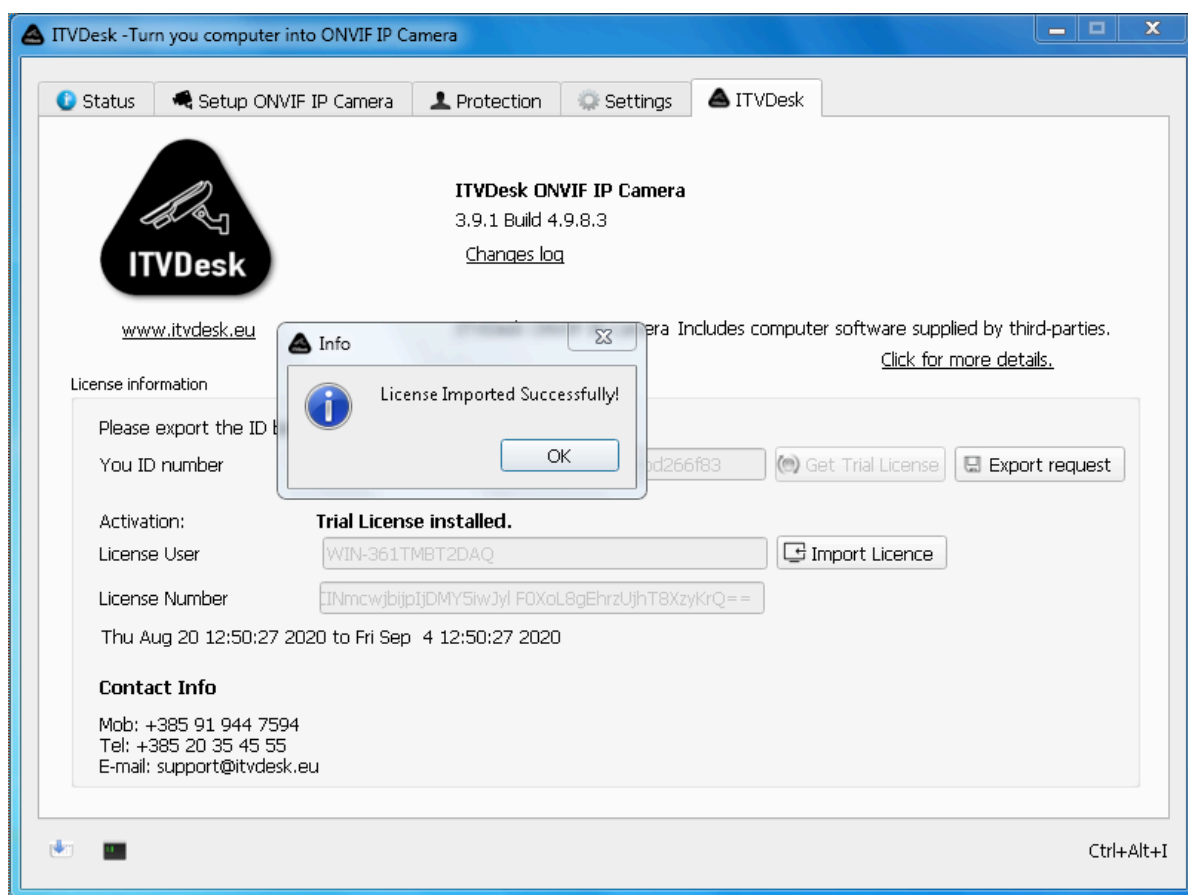 ITVDesk -Turn you computer into ONVIF IP Camera
Status Setup ONVIF IP Camera Protection Settings ITVDesk
ITVDesk
ITVDesk ONVIF IP Camera
3.9.1 Build 4.9.8.3
Changes log
www.itvdesk.eu
Includes computer software supplied by third-parties.
Click for more details.
Info
License Imported Successfully!
OK
License information
Please export the ID
You ID number Get Trial License Export request
Activation: Trial License installed.
License User WIN-361TMBT2DAQ Import Licence
License Number
Thu Aug 20 12:50:27 2020 to Fri Sep 4 12:50:27 2020
Contact Info
Mob: +385 91 944 7594
Tel: +385 20 35 45 55
E-mail: support@itvdesk.eu
Ctrl+Alt+I